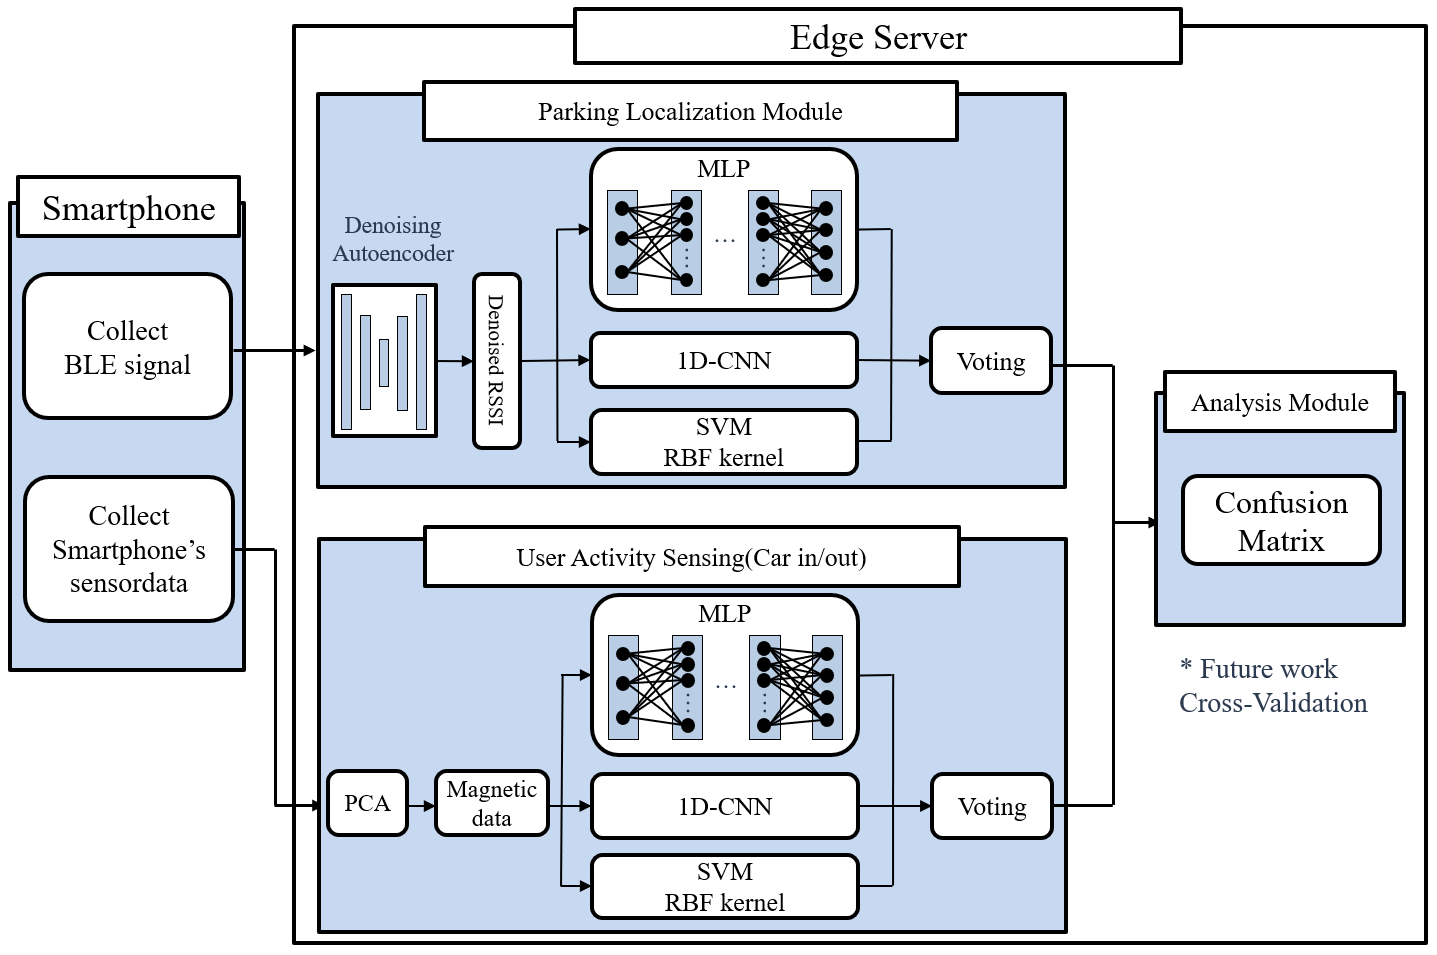 Edge Server
Parking Localization Module
Smartphone
Collect
BLE signal
Collect
Smartphone's
sensordata
Denoising
Autoencoder
Denoised RSSI
MLP
...
1D-CNN
SVM
RBF kernel
Voting
User Activity Sensing(Car in/out)
PCA
Magnetic
data
MLP
...
1D-CNN
SVM
RBF kernel
Voting
Analysis Module
Confusion
Matrix
* Future work
Cross-Validation